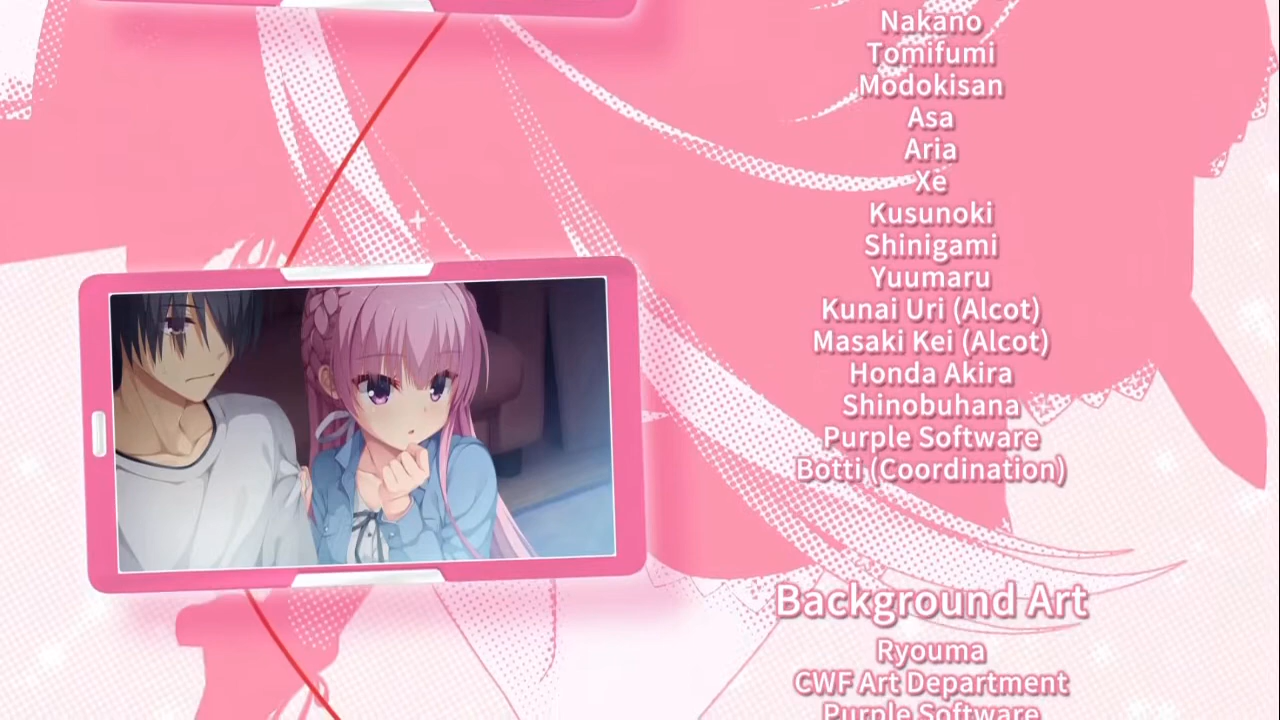 Nakano
Tomifumi
Modokisan
Asa
Aria
Xe
Kusunoki
Shinigami
Yuumaru
Kunai Uri (Alcot)
Masaki Kei (Alcot)
Honda Akira
Shinobuhana
Purple Software
Botti (Coordination)
Background Art
Ryouma
CWF Art Department
Purple Software